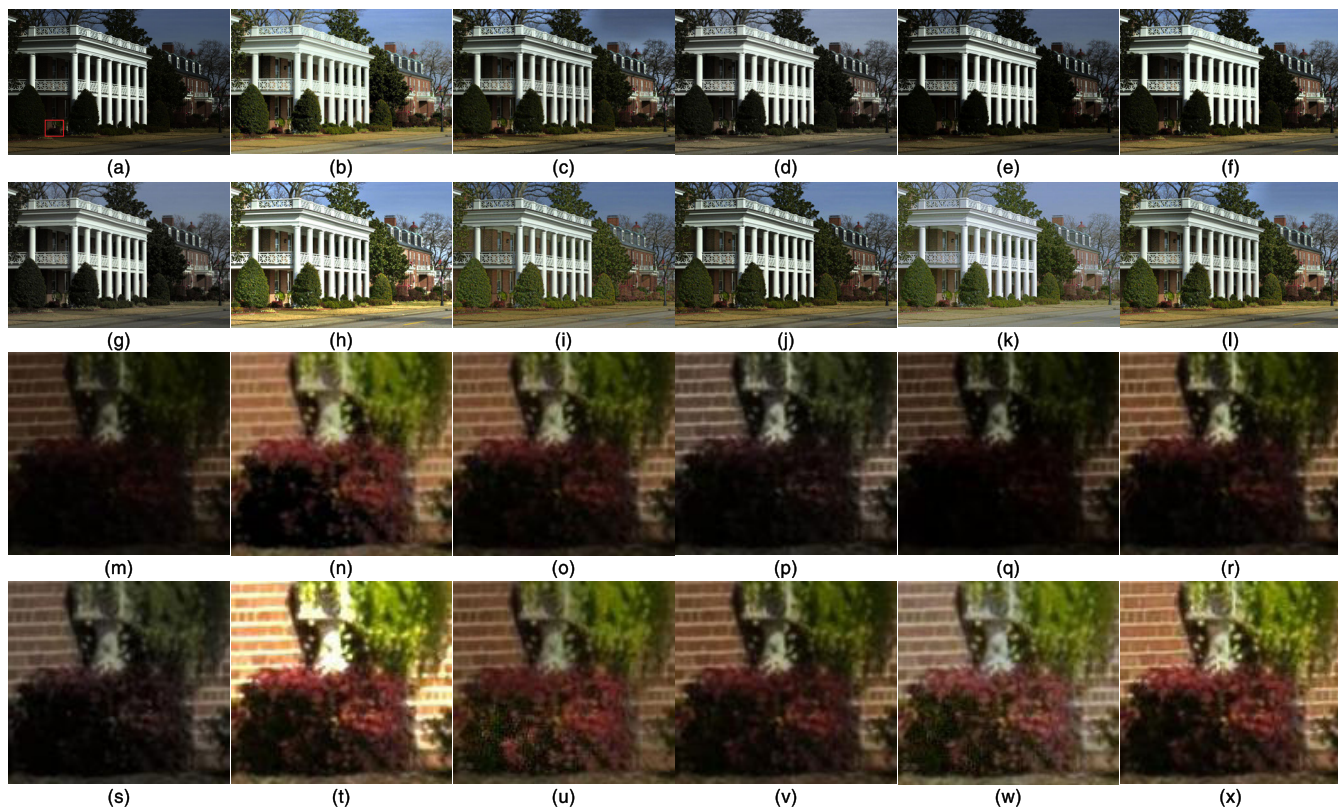 (a) (b) (c) (d) (e) (f)
(g) (h) (i) (j) (k) (l)
(m) (n) (o) (p) (q) (r)
(s) (t) (u) (v) (w) (x)